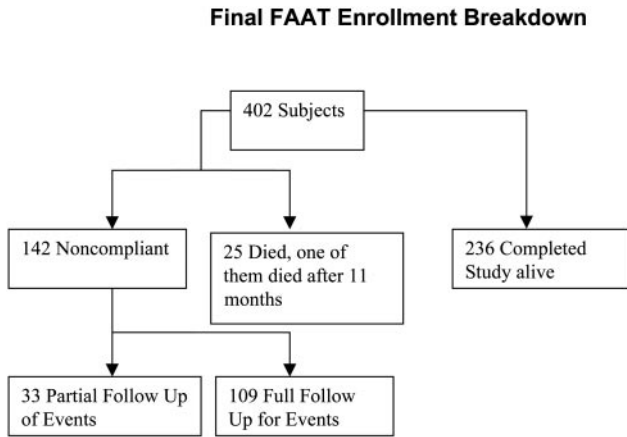 Final FAAT Enrollment Breakdown
402 Subjects
142 Noncompliant
25 Died, one of
them died after 11
months
236 Completed
Study alive
33 Partial Follow Up
of Events
109 Full Follow
Up for Events